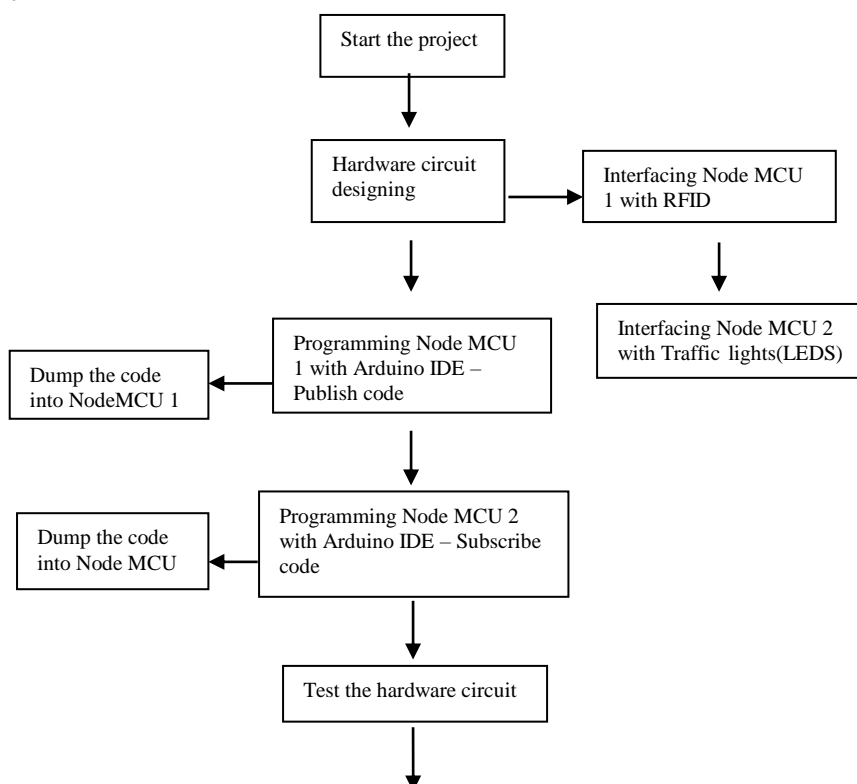 Start the project
Hardware circuit
designing
Interfacing Node MCU
1 with RFID
Interfacing Node MCU 2
with Traffic lights(LEDS)
Programming Node MCU
1 with Arduino IDE –
Publish code
Dump the code
into NodeMCU 1
Programming Node MCU 2
with Arduino IDE – Subscribe
code
Dump the code
into Node MCU
Test the hardware circuit